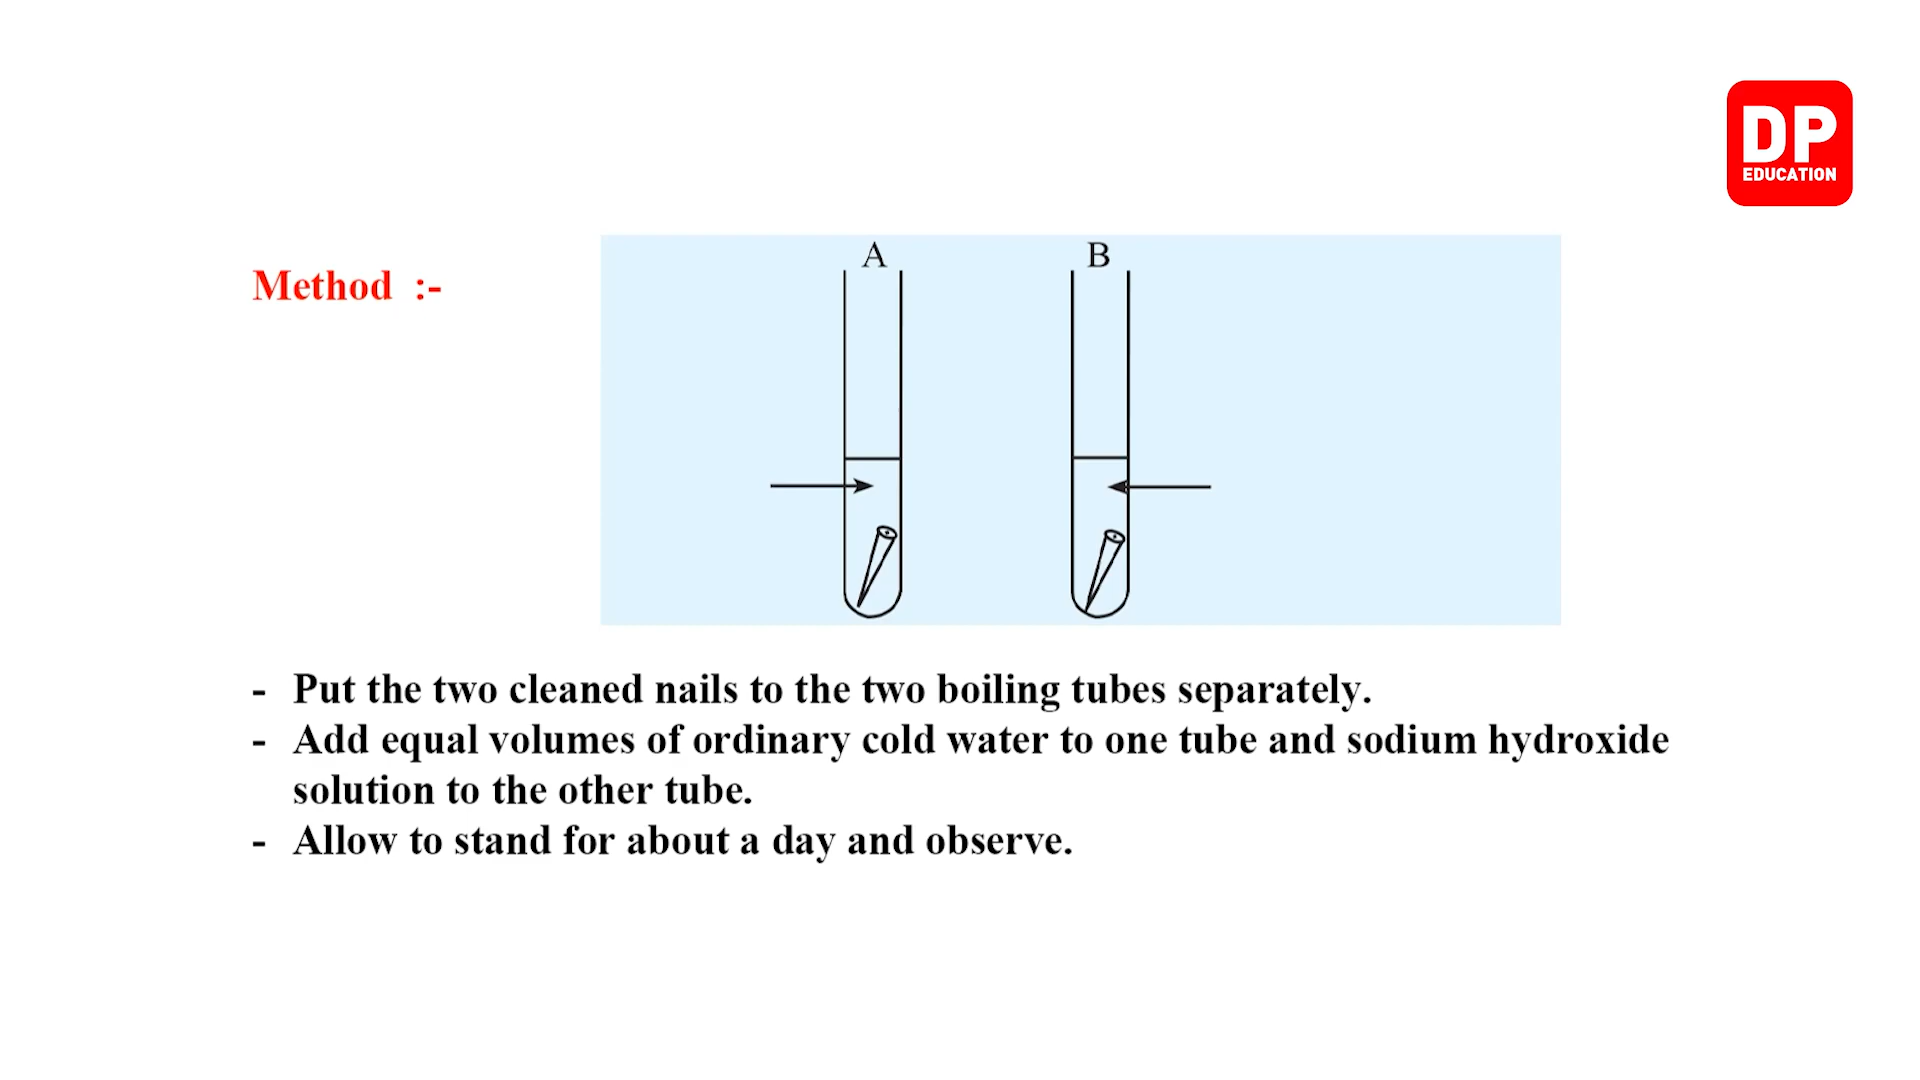 DP
EDUCATION
A
B
Method :-
- Put the two cleaned nails to the two boiling tubes separately.
- Add equal volumes of ordinary cold water to one tube and sodium hydroxide
solution to the other tube.
- Allow to stand for about a day and observe.